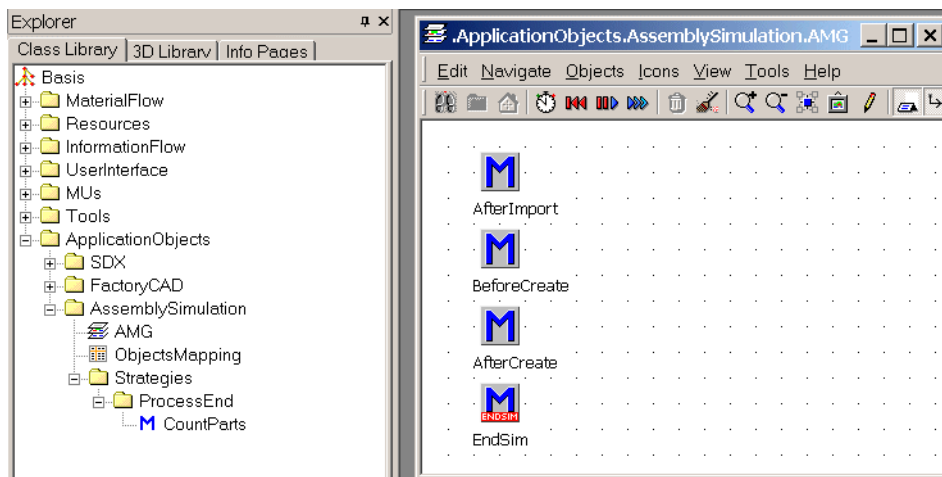 Explorer
Class Library 3D Library Info Pages
Basis
MaterialFlow
Resources
InformationFlow
UserInterface
MUs
Tools
ApplicationObjects
SDX
FactoryCAD
AssemblySimulation
AMG
ObjectsMapping
Strategies
ProcessEnd
M CountParts
.ApplicationObjects.AssemblySimulation.AMG
Edit Navigate Objects Icons View Tools Help
M
AfterImport
M
BeforeCreate
M
AfterCreate
M
ENDSIM
EndSim